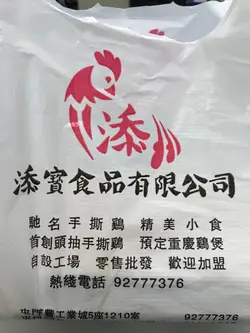 添
添寶食品有限公司
馳名手撕鷄 精美小食
首創頭抽手撕鷄 預定重慶鷄煲
自設工場 零售批發 歡迎加盟
熱綫電話 92777376
屯門農工業城5座1210室 92777376